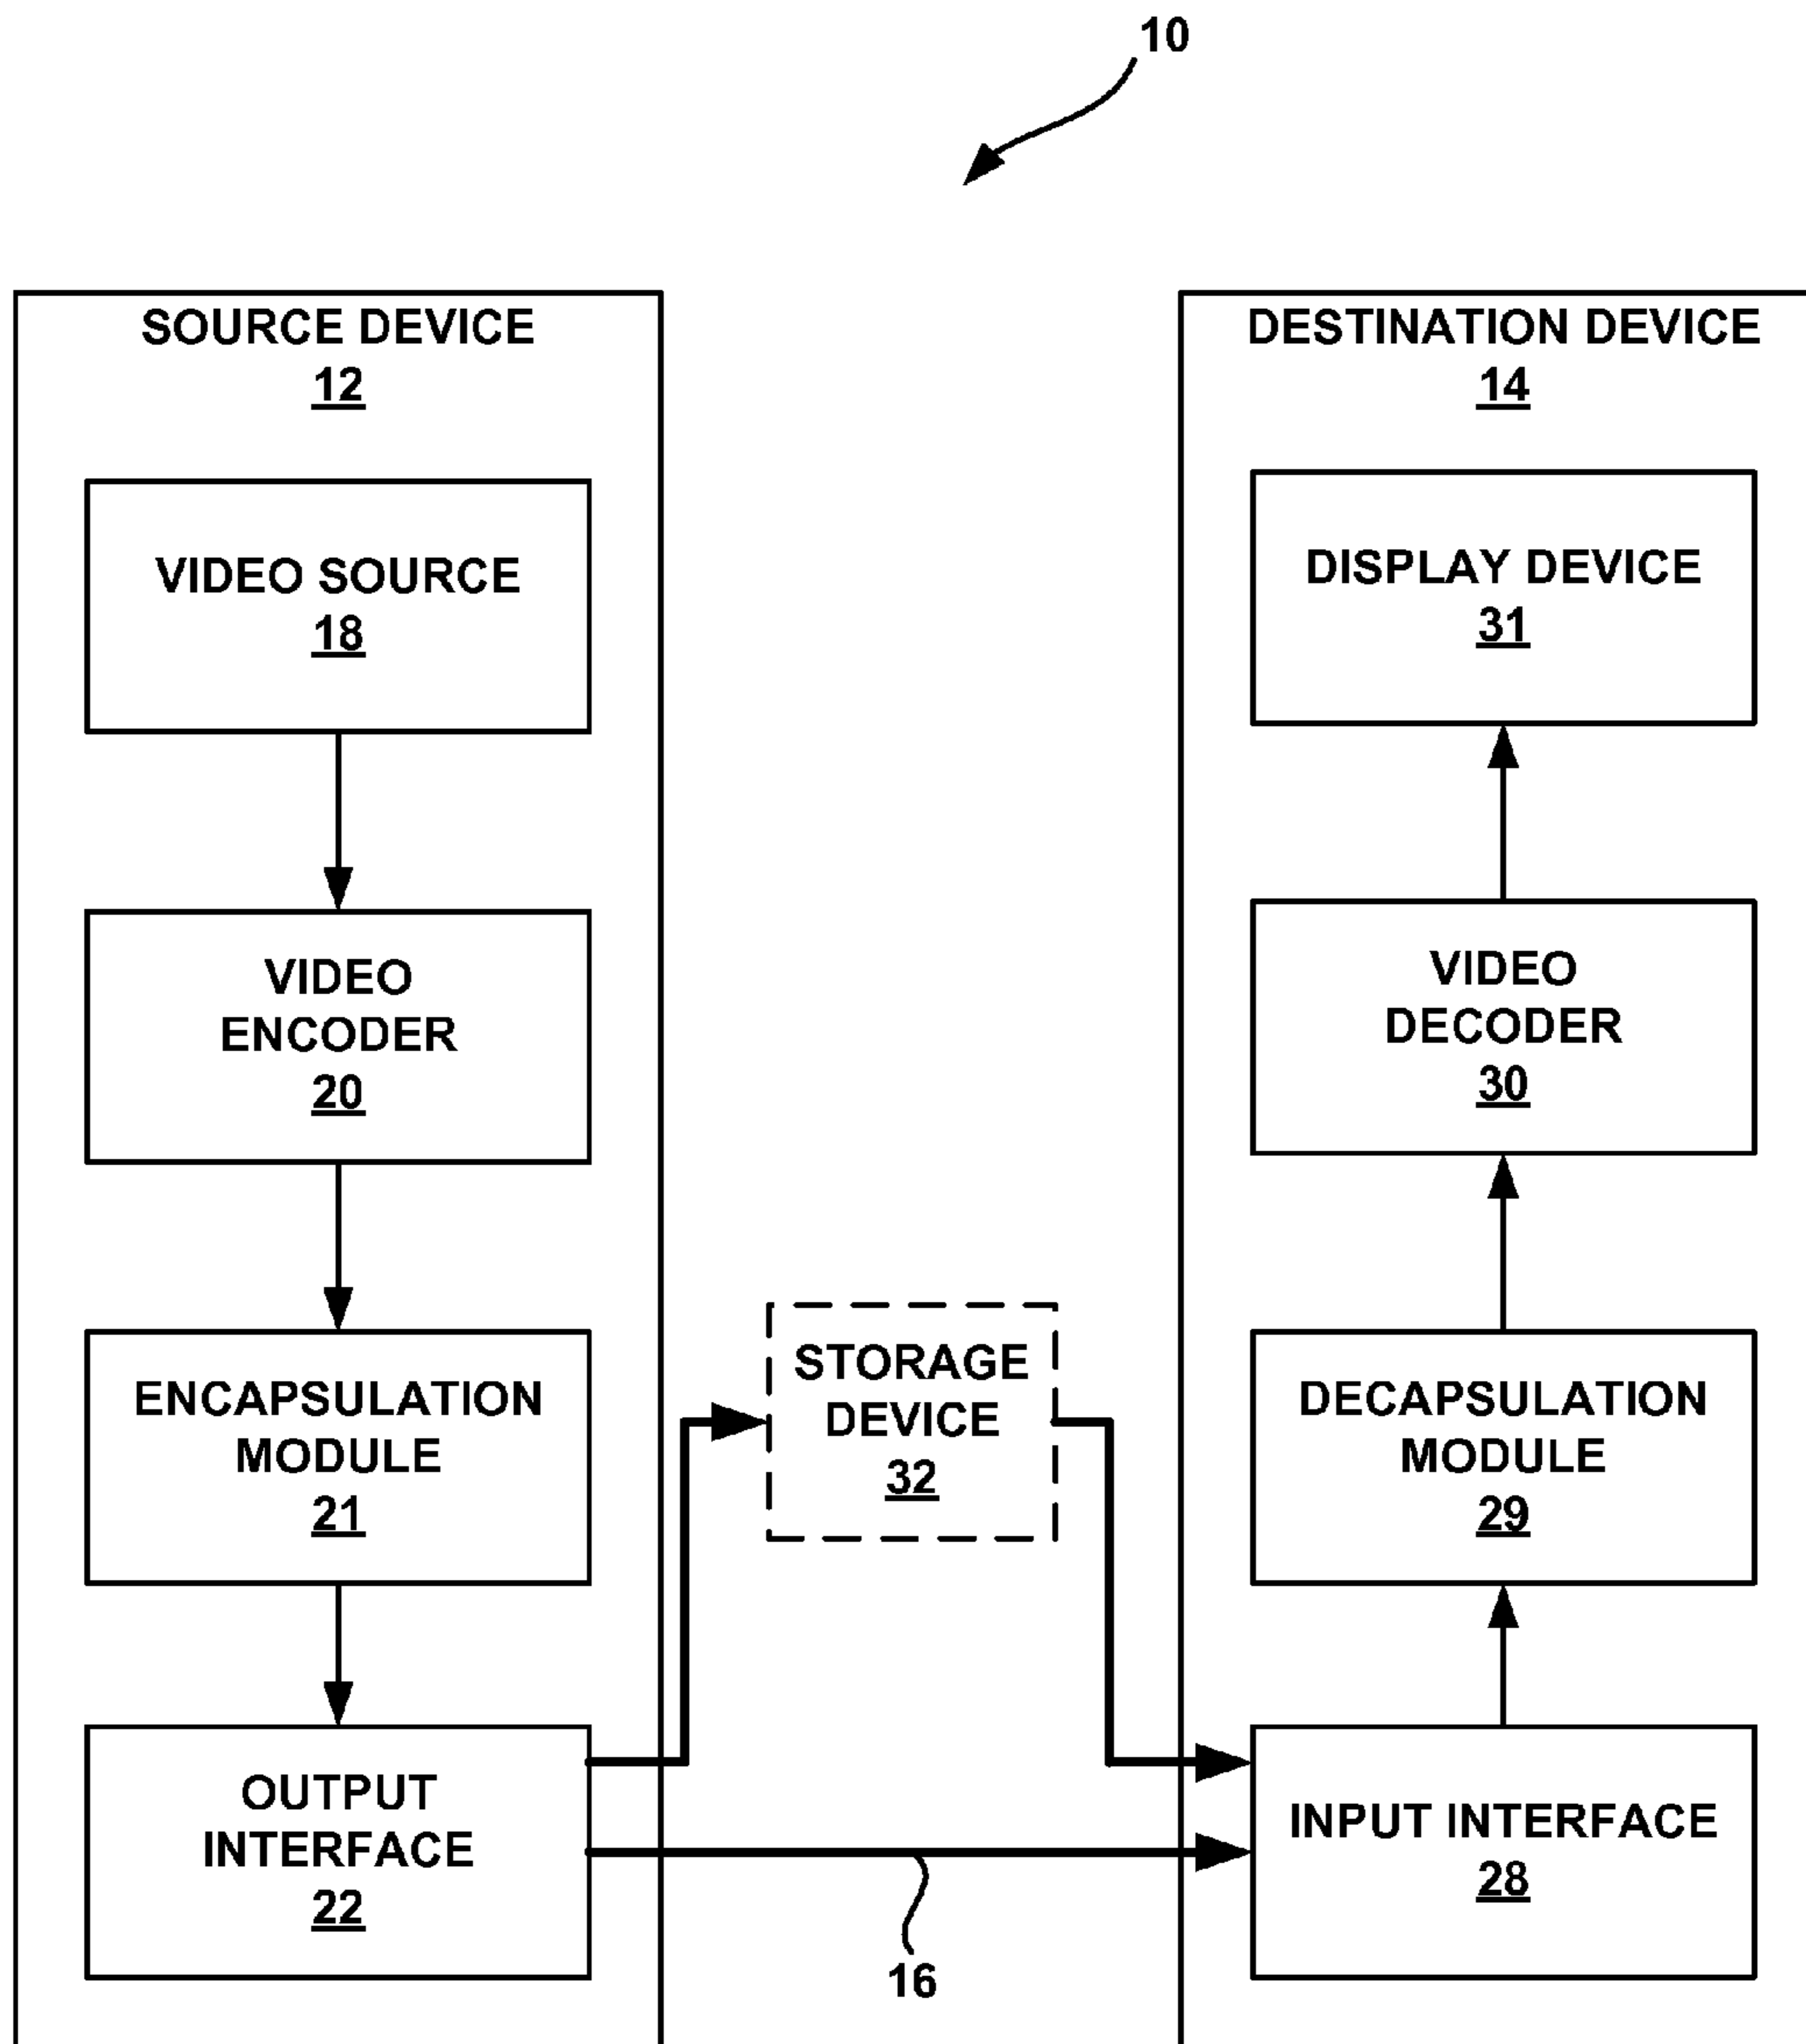 10
SOURCE DEVICE
12
VIDEO SOURCE
18
VIDEO
ENCODER
20
ENCAPSULATION
MODULE
21
OUTPUT
INTERFACE
22
STORAGE
DEVICE
32
16
DESTINATION DEVICE
14
DISPLAY DEVICE
31
VIDEO
DECODER
30
DECAPSULATION
MODULE
29
INPUT INTERFACE
28